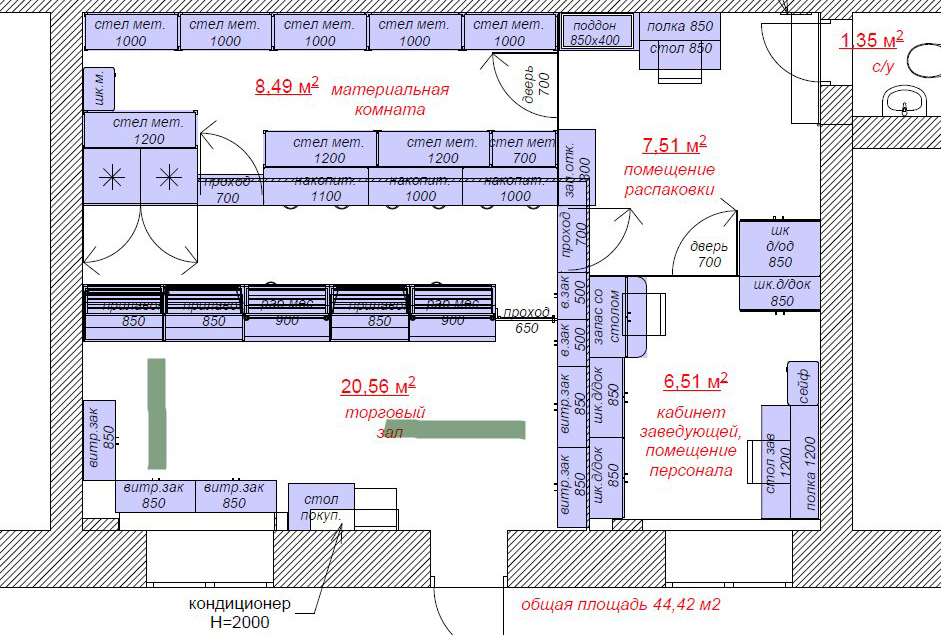 стел мет.
1000
стел мет.
1000
стел мет.
1000
стел мет.
1000
стел мет.
1000
поддон
850x400
полка 850
стол 850
1,35 м2
с/у
шк.м.
8.49 м2
материальная
комната
дверь
700
стел мет.
1200
стел мет.
1200
стел мет.
1200
стел мет.
700
зап.отк.
800
7,51 м2
помещение
распаковки
проход
700
накопит.
1100
накопит.
1000
накопит.
1000
проход
700
дверь
700
шк
д/од
850
шк.д/док
850
прилавок
850
прилавок
850
раб.мес
900
прилавок
850
раб.мес
900
проход
650
в.зак
500
в.зак
500
запас со
столом
20,56 м2
торговый
зал
6,51 м2
кабинет
заведующей,
помещение
персонала
сейф
витр.зак
850
витр.зак
850
витр.зак
850
шк.д/док
850
шк.д/док
850
стол зав
1200
полка 1200
витр.зак
850
витр.зак
850
стол
покуп.
кондиционер
H=2000
общая площадь 44,42 м2